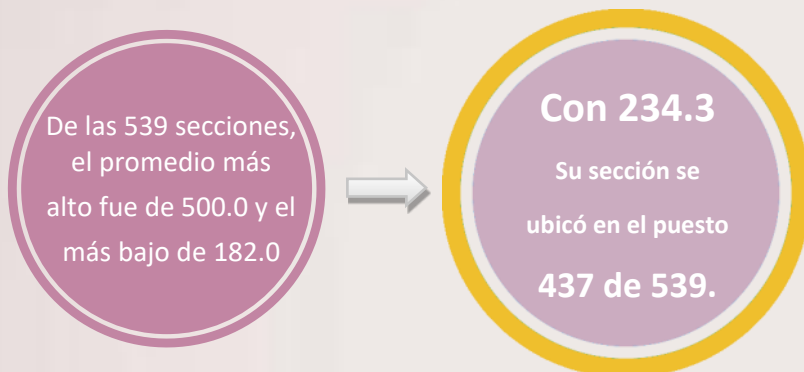 De las 539 secciones,
el promedio más
alto fue de 500.0 y el
más bajo de 182.0
Con 234.3
Su sección se
ubicó en el puesto
437 de 539.